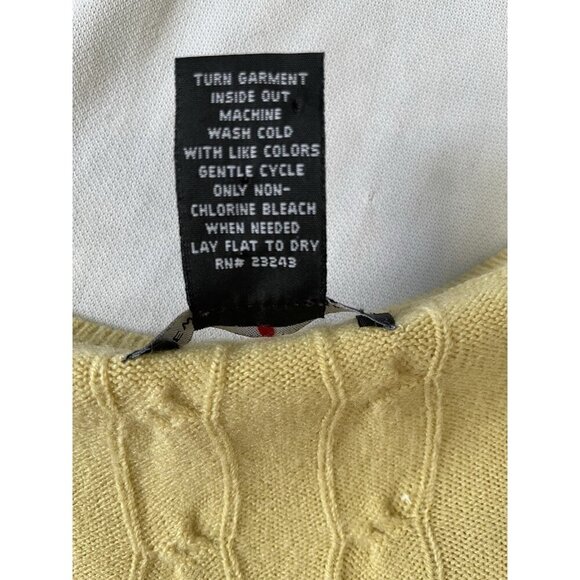 TURN GARMENT
INSIDE OUT
MACHINE
WASH COLD
WITH LIKE COLORS
GENTLE CYCLE
ONLY NON-
CHLORINE BLEACH
WHEN NEEDED
LAY FLAT TO DRY
RN# 23243